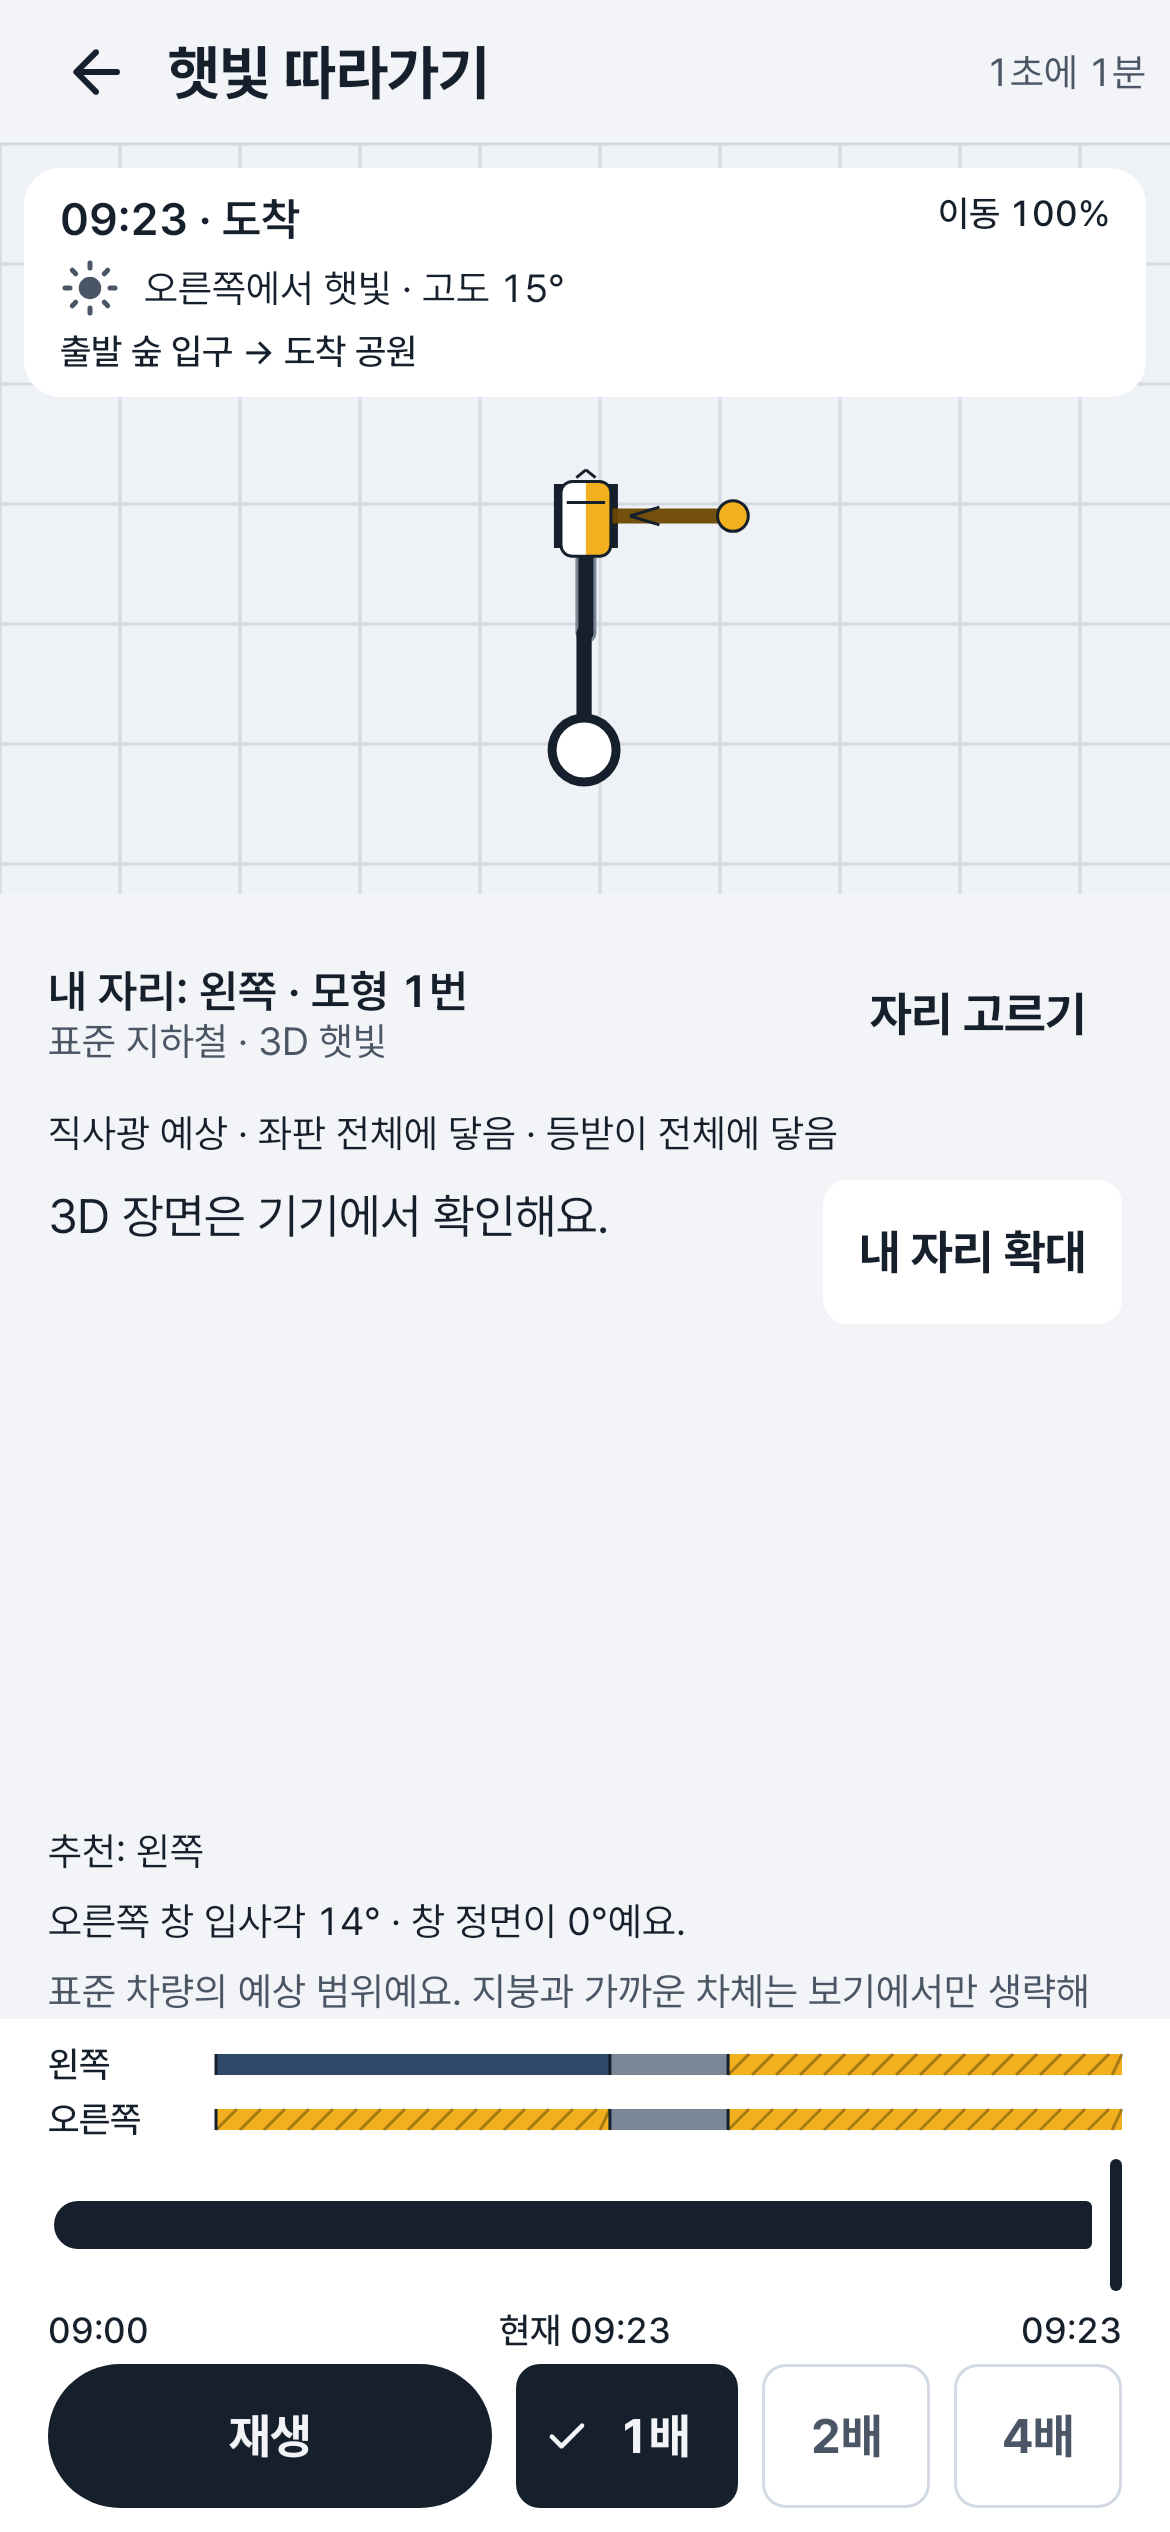 햇빛 따라가기
1초에 1분
09:23 · 도착
이동 100%
오른쪽에서 햇빛 · 고도 15°
출발 숲 입구 → 도착 공원
내 자리: 왼쪽 · 모형 1번
자리 고르기
표준 지하철 · 3D 햇빛
직사광 예상 · 좌판 전체에 닿음 · 등받이 전체에 닿음
3D 장면은 기기에서 확인해요.
내 자리 확대
추천: 왼쪽
오른쪽 창 입사각 14° · 창 정면이 0°예요.
표준 차량의 예상 범위예요. 지붕과 가까운 차체는 보기에서만 생략해
왼쪽
오른쪽
09:00
현재 09:23
09:23
재생
1배
2배
4배